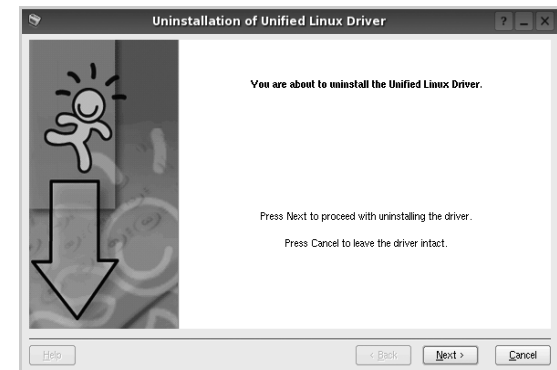 Uninstallation of Unified Linux Driver
You are about to uninstall the Unified Linux Driver.
Press Next to proceed with uninstalling the driver.
Press Cancel to leave the driver intact.
Help
< Back
Next >
Cancel